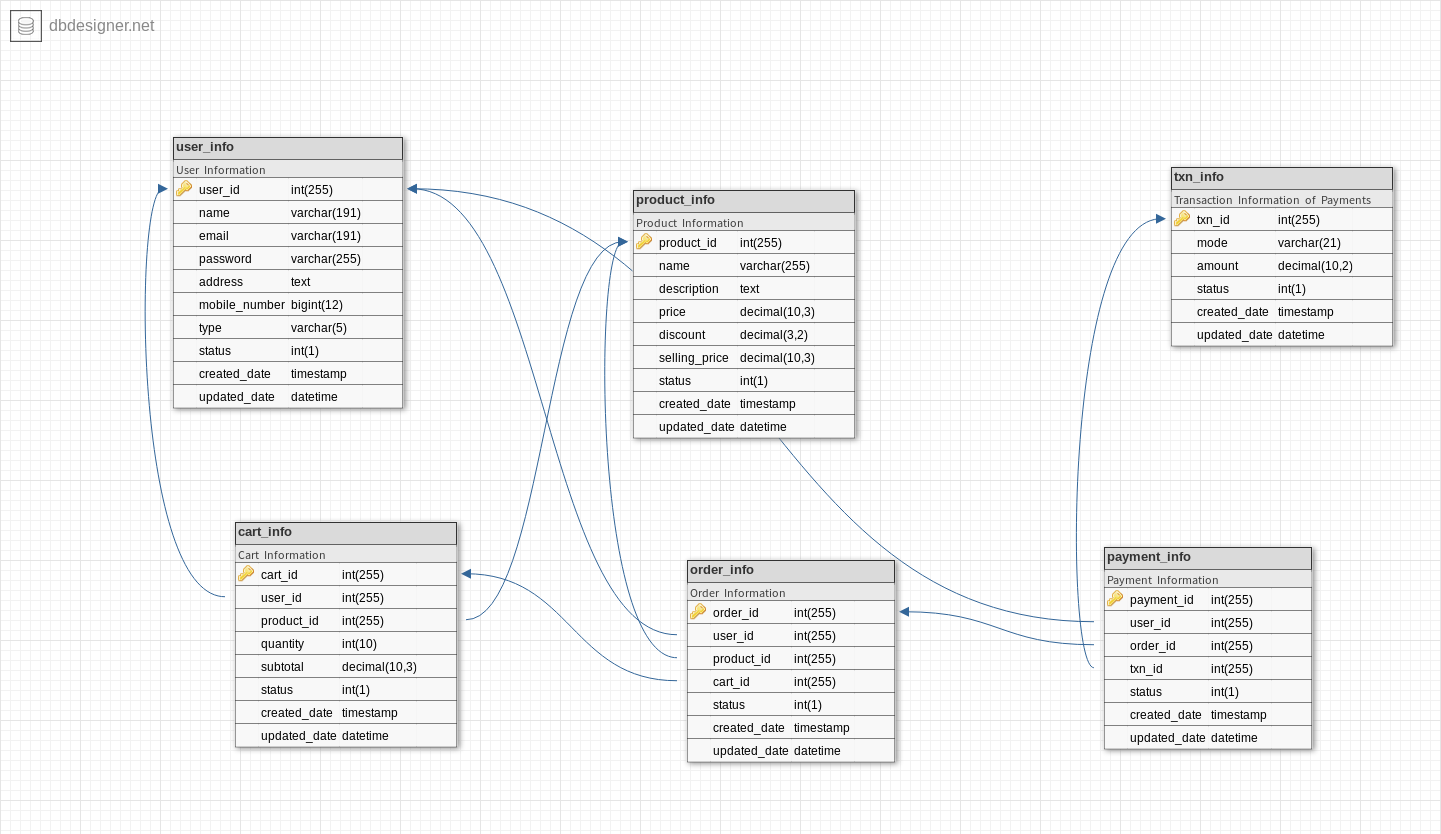 dbdesigner.net
user_info
User Information
user_id int(255)
name varchar(191)
email varchar(191)
password varchar(255)
address text
mobile_number bigint(12)
type varchar(5)
status int(1)
created_date timestamp
updated_date datetime
product_info
Product Information
product_id int(255)
name varchar(255)
description text
price decimal(10,3)
discount decimal(3,2)
selling_price decimal(10,3)
status int(1)
created_date timestamp
updated_date datetime
txn_info
Transaction Information of Payments
txn_id int(255)
mode varchar(21)
amount decimal(10,2)
status int(1)
created_date timestamp
updated_date datetime
cart_info
Cart Information
cart_id int(255)
user_id int(255)
product_id int(255)
quantity int(10)
subtotal decimal(10,3)
status int(1)
created_date timestamp
updated_date datetime
order_info
Order Information
order_id int(255)
user_id int(255)
product_id int(255)
cart_id int(255)
status int(1)
created_date timestamp
updated_date datetime
payment_info
Payment Information
payment_id int(255)
user_id int(255)
order_id int(255)
txn_id int(255)
status int(1)
created_date timestamp
updated_date datetime